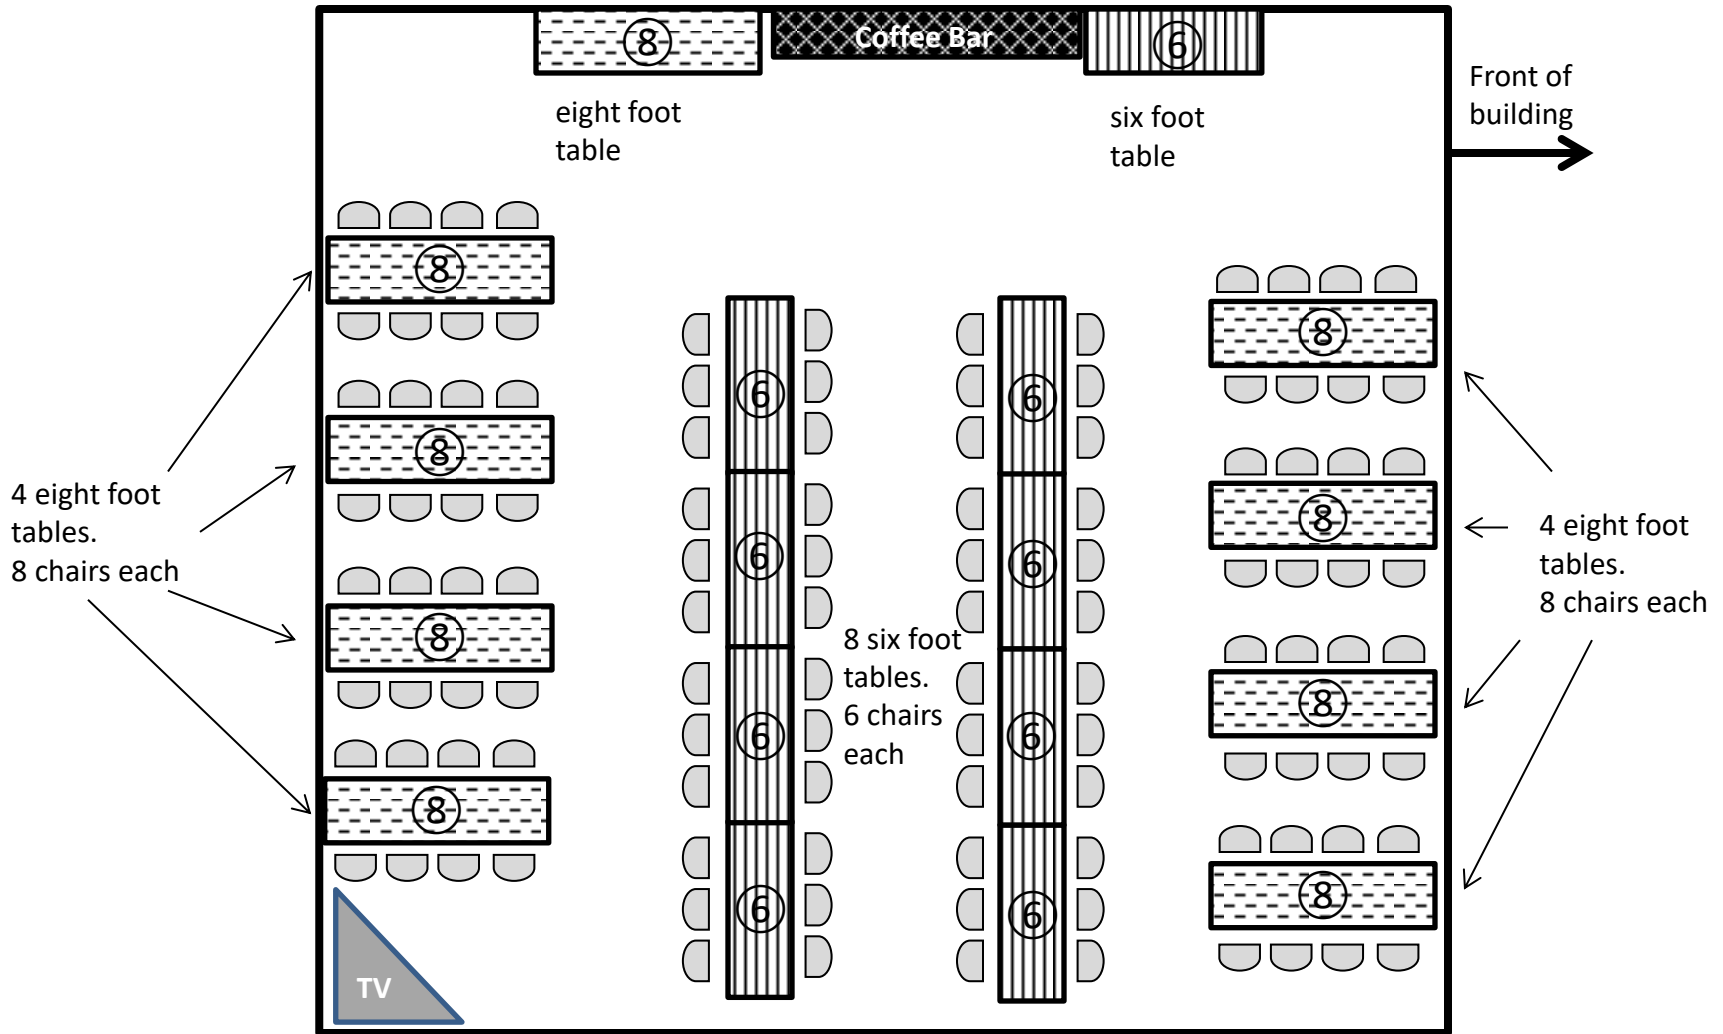 8
Coffee Bar
6
Front of
building
eight foot
table
six foot
table
8
8
8
8
4 eight foot
tables.
8 chairs each
6
6
6
6
8 six foot
tables.
6 chairs
each
6
6
6
6
8
8
8
8
4 eight foot
tables.
8 chairs each
TV